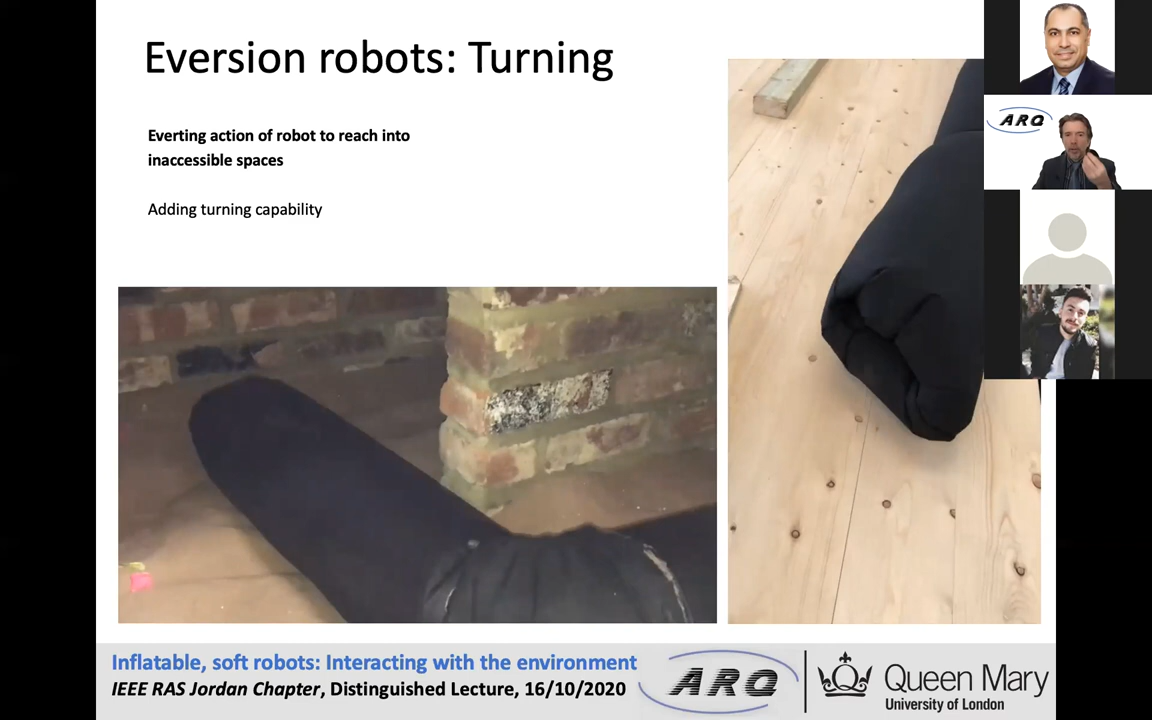 Eversion robots: Turning
Everting action of robot to reach into
inaccessible spaces
Adding turning capability
ARQ
Inflatable, soft robots: Interacting with the environment
IEEE RAS Jordan Chapter, Distinguished Lecture, 16/10/2020
ARQ
Queen Mary
University of London